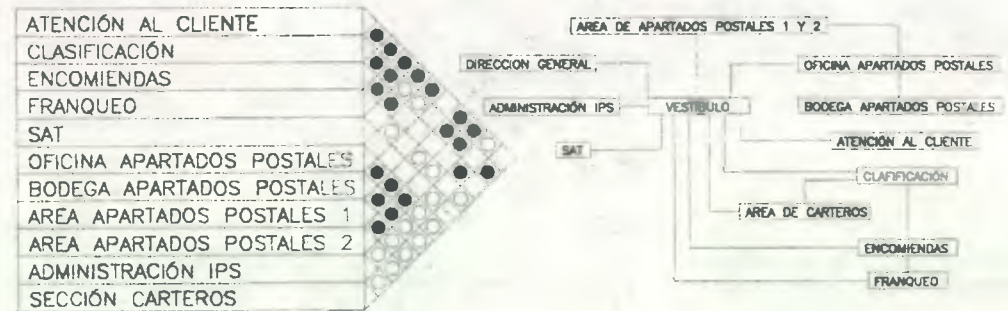 ATENCIÓN AL CLIENTE
CLASIFICACIÓN
ENCOMIENDAS
FRANQUEO
SAT
OFICINA APARTADOS POSTALES
BODEGA APARTADOS POSTALES
AREA APARTADOS POSTALES 1
AREA APARTADOS POSTALES 2
ADMINISTRACIÓN IPS
SECCIÓN CARTEROS
AREA DE APARTADOS POSTALES 1 Y 2
DIRECCION GENERAL
OFICINA APARTADOS POSTALES
ADMINISTRACIÓN IPS
VESTIBULO
BODEGA APARTADOS POSTALES
ATENCIÓN AL CLIENTE
SAT
CLAFIFICACIÓN
AREA DE CARTEROS
ENCOMIENDAS
FRANQUEO